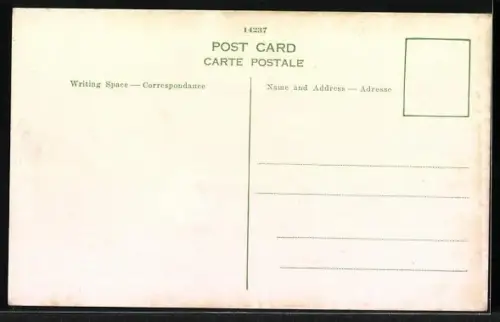 14237
POST CARD
CARTE POSTALE
Writing Space — Correspondance
Name and Address — Adresse